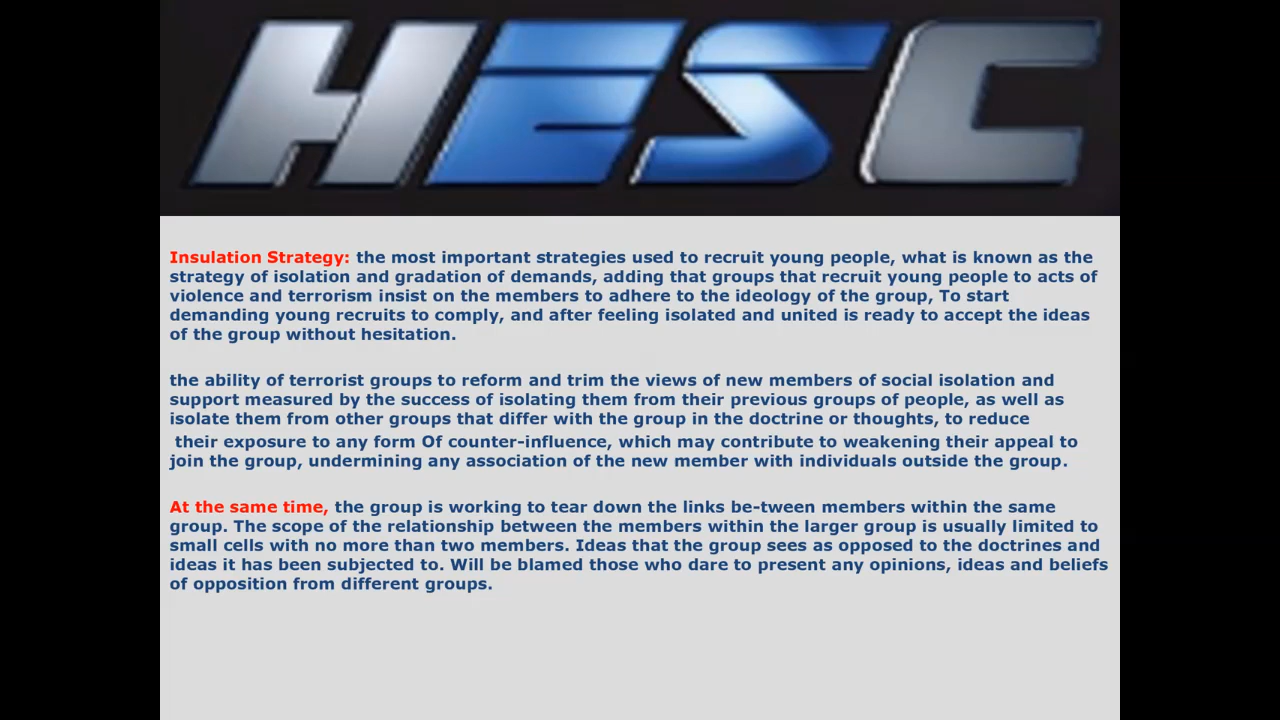 HESC
Insulation Strategy: the most important strategies used to recruit young people, what is known as the
strategy of isolation and gradation of demands, adding that groups that recruit young people to acts of
violence and terrorism insist on the members to adhere to the ideology of the group, To start
demanding young recruits to comply, and after feeling isolated and united is ready to accept the ideas
of the group without hesitation.
the ability of terrorist groups to reform and trim the views of new members of social isolation and
support measured by the success of isolating them from their previous groups of people, as well as
isolate them from other groups that differ with the group in the doctrine or thoughts, to reduce
their exposure to any form Of counter-influence, which may contribute to weakening their appeal to
join the group, undermining any association of the new member with individuals outside the group.
At the same time, the group is working to tear down the links be-tween members within the same
group. The scope of the relationship between the members within the larger group is usually limited to
small cells with no more than two members. Ideas that the group sees as opposed to the doctrines and
ideas it has been subjected to. Will be blamed those who dare to present any opinions, ideas and beliefs
of opposition from different groups.